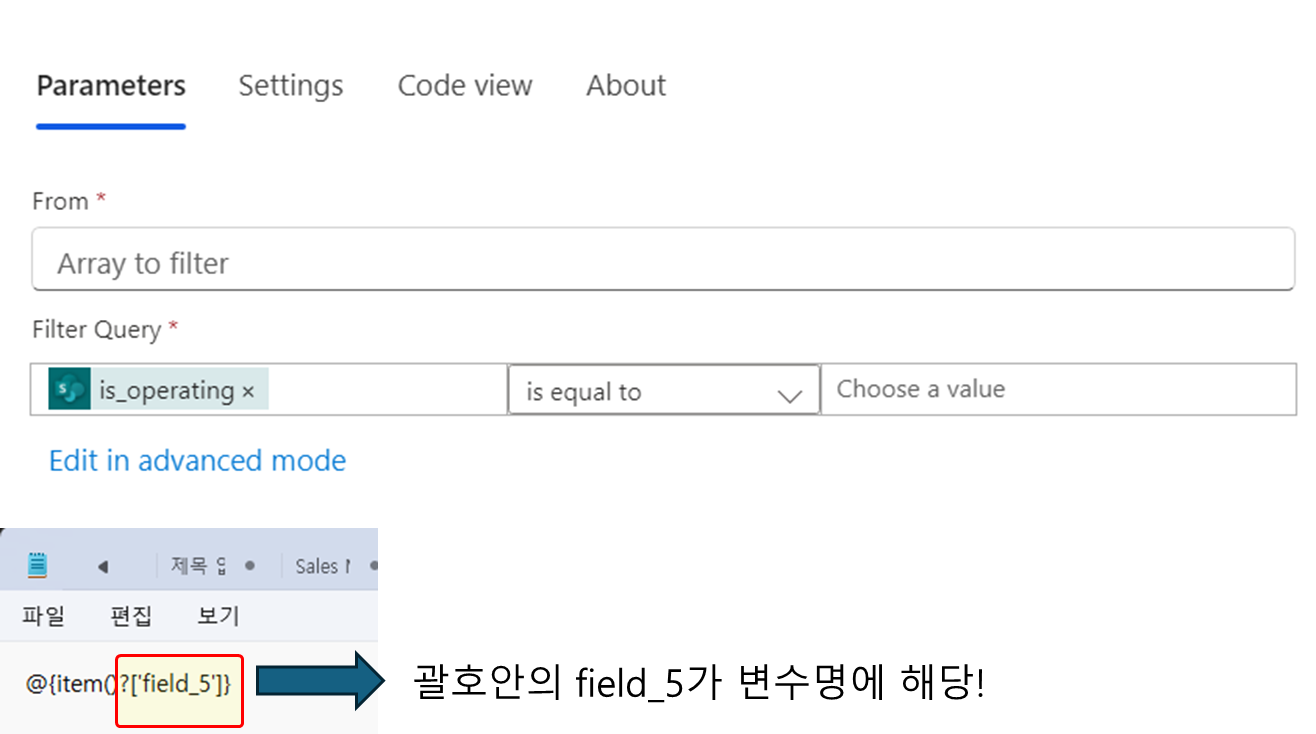 Parameters Settings Code view About
From *
Array to filter
Filter Query *
is_operating × is equal to Choose a value
Edit in advanced mode
제목 Sales
파일 편집 보기
@{item()?['field_5']}
괄호안의 field_5가 변수명에 해당!